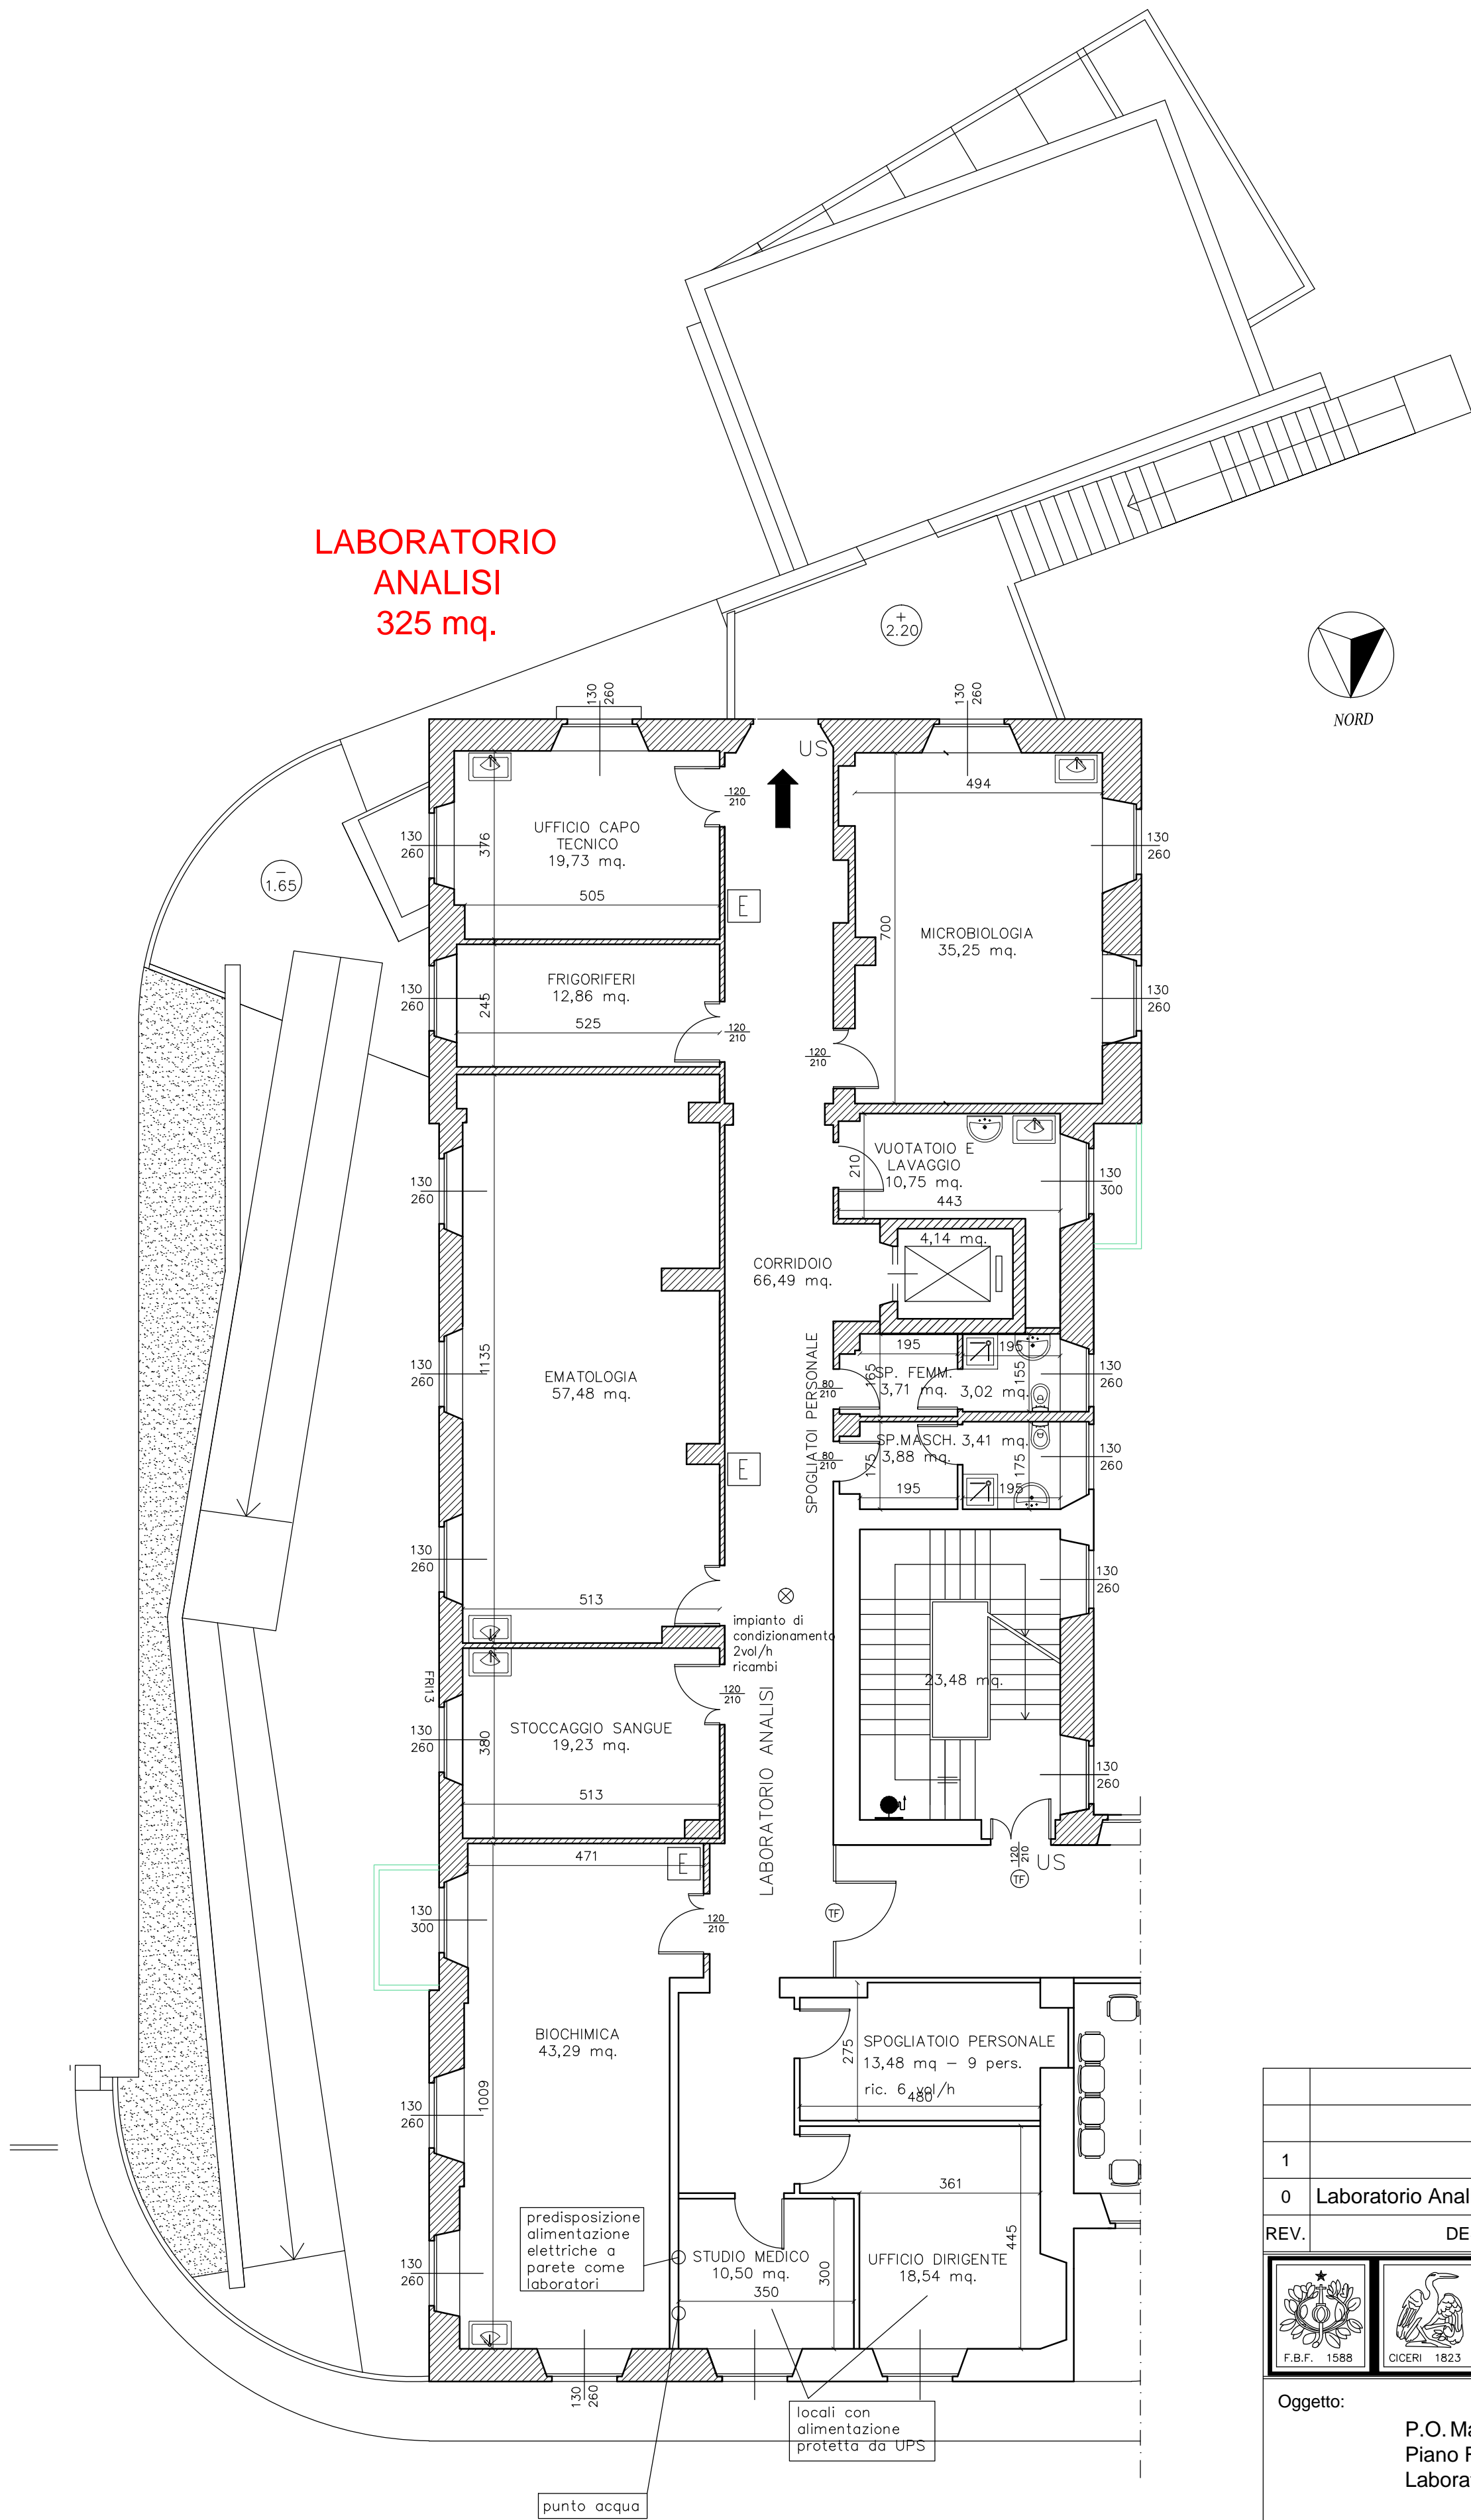 LABORATORIO
ANALISI
325 mq.
+
2.20
NORD
130
260
130
260
US
494
120
210
UFFICIO CAPO
TECNICO
19,73 mq.
376
130
260
130
260
505
E
−
1.65
MICROBIOLOGIA
35,25 mq.
700
FRIGORIFERI
12,86 mq.
245
525
130
260
130
260
120
210
120
210
VUOTATOIO E
LAVAGGIO
10,75 mq.
210
443
130
300
130
260
4,14 mq.
CORRIDOIO
66,49 mq.
SPOGLIATOI PERSONALE
195
195
SP. FEMM.
3,71 mq.
3,02 mq.
165
155
80
210
130
260
EMATOLOGIA
57,48 mq.
1135
130
260
SP.MASCH.
3,41 mq.
3,88 mq.
175
175
80
210
195
195
130
260
E
130
260
513
130
260
impianto di
condizionamento
2vol/h
ricambi
23,48 mq.
FRI13
120
210
STOCCAGGIO SANGUE
19,23 mq.
380
130
260
513
LABORATORIO ANALISI
130
260
120
210
US
TF
TF
471
E
130
300
120
210
BIOCHIMICA
43,29 mq.
1009
130
260
SPOGLIATOIO PERSONALE
13,48 mq − 9 pers.
ric. 6 vol/h
275
480
361
445
predisposizione
alimentazione
elettriche a
parete come
laboratori
STUDIO MEDICO
10,50 mq.
350
300
UFFICIO DIRIGENTE
18,54 mq.
130
260
130
260
locali con
alimentazione
protetta da UPS
punto acqua
1
0
Laboratorio Anal
REV.
DE
F.B.F. 1588
CICERI 1823
Oggetto:
P.O. Ma
Piano
Labora